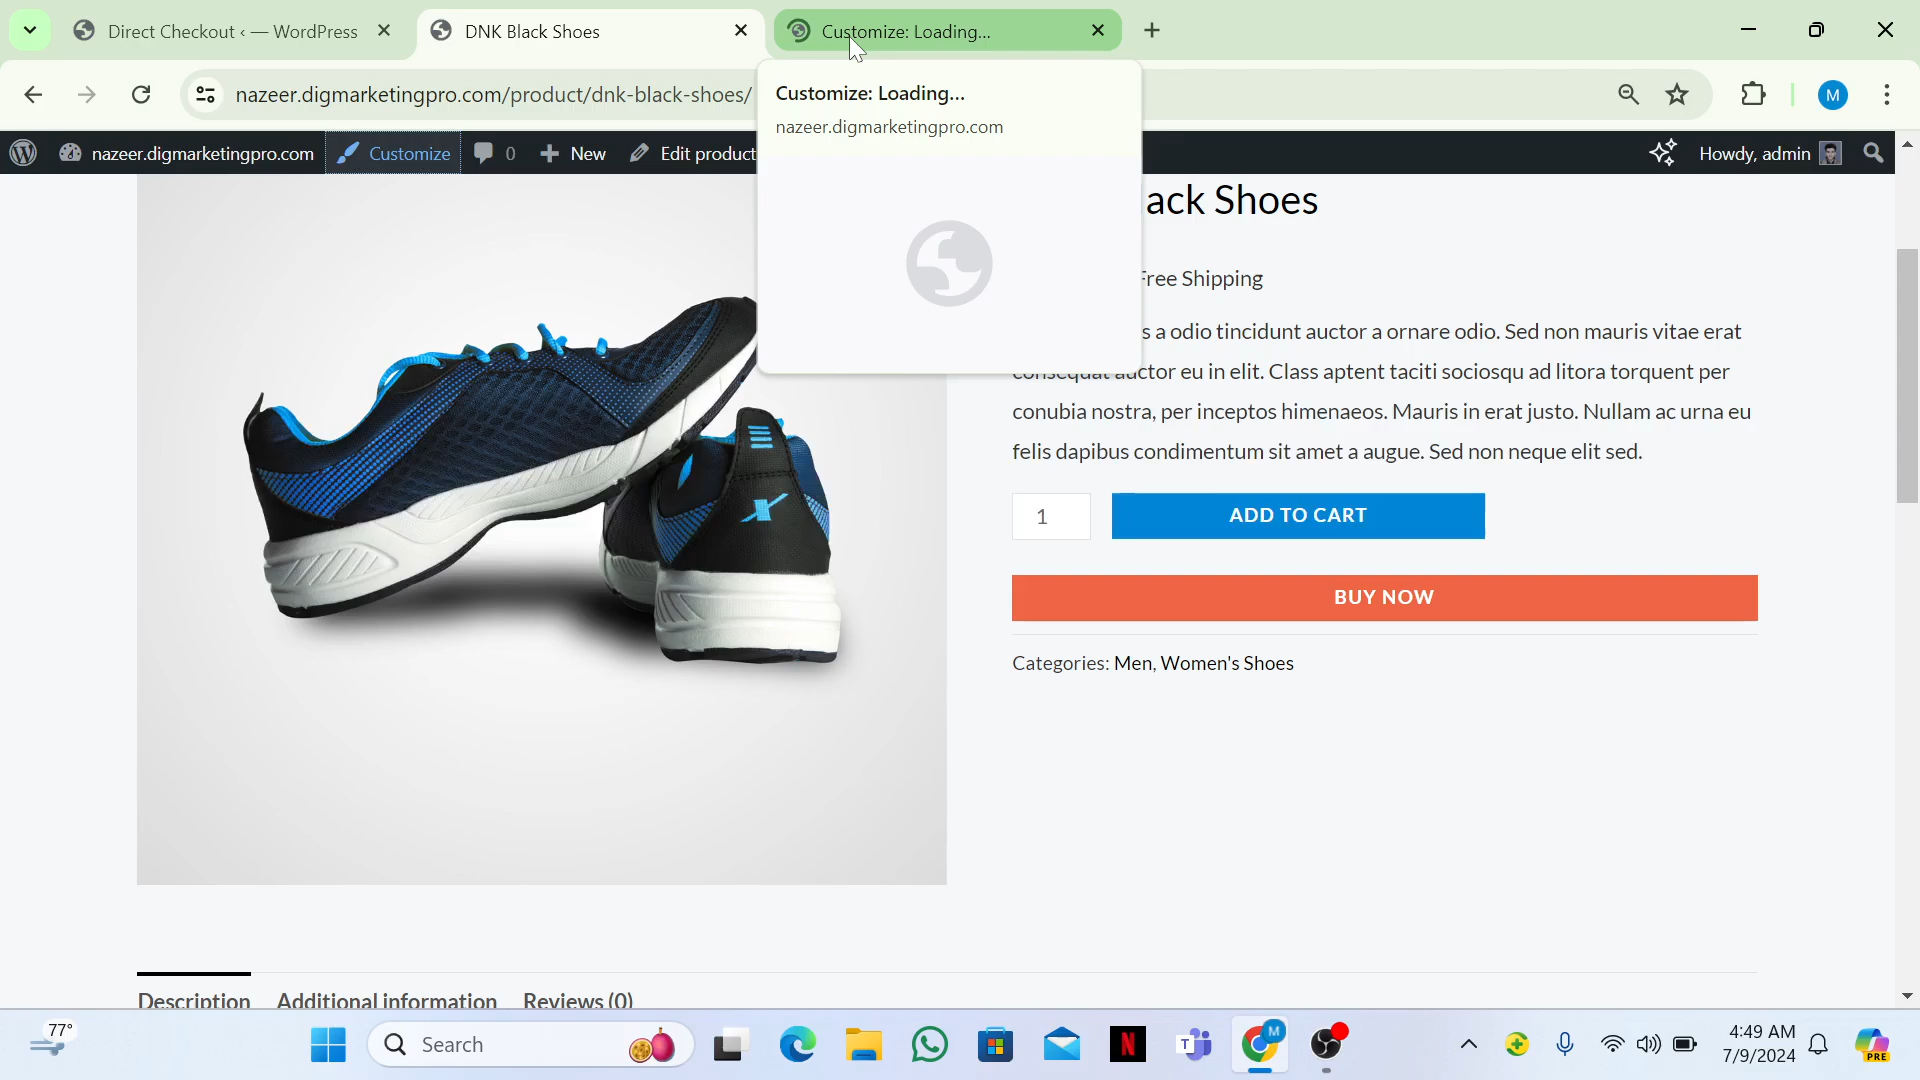 Direct Checkout ‹ — WordPress
DNK Black Shoes
Customize: Loading...
nazeer.digmarketingpro.com/product/dnk-black-shoes/
M
Customize: Loading...
nazeer.digmarketingpro.com
nazeer.digmarketingpro.com
Customize
0
New
Edit product
Howdy, admin
ack Shoes
Free Shipping
s a odio tincidunt auctor a ornare odio. Sed non mauris vitae erat
consequat auctor eu in elit. Class aptent taciti sociosqu ad litora torquent per
conubia nostra, per inceptos himenaeos. Mauris in erat justo. Nullam ac urna eu
felis dapibus condimentum sit amet a augue. Sed non neque elit sed.
1
ADD TO CART
BUY NOW
Categories: Men, Women's Shoes
Description
Additional information
Reviews (0)
77°
Search
M
4:49 AM
7/9/2024
PRE